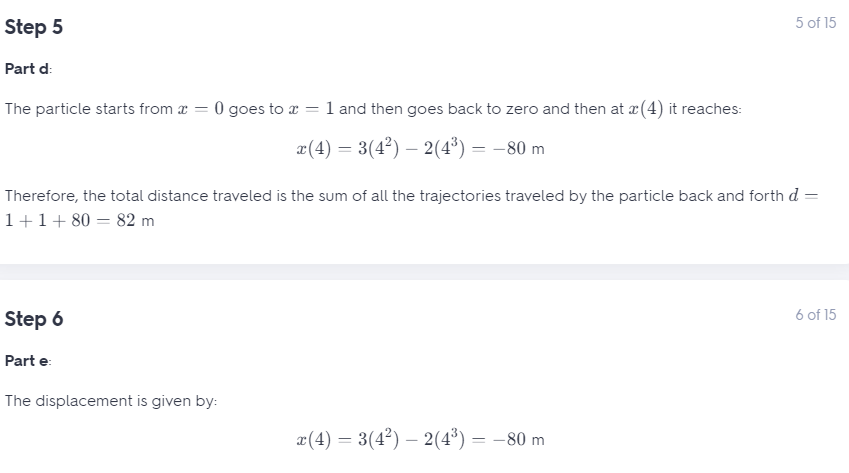 Step 5
5 of 15
Part d:
The particle starts from x = 0 goes to x = 1 and then goes back to zero and then at x(4) it reaches:
x(4) = 3(4²) − 2(4³) = −80 m
Therefore, the total distance traveled is the sum of all the trajectories traveled by the particle back and forth d =
1 + 1 + 80 = 82 m
Step 6
6 of 15
Part e:
The displacement is given by:
x(4) = 3(4²) − 2(4³) = −80 m